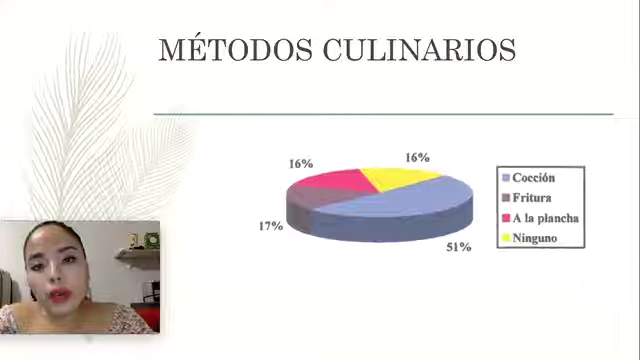 MÉTODOS CULINARIOS
16%
16%
17%
51%
Cocción
Fritura
A la plancha
Ninguno